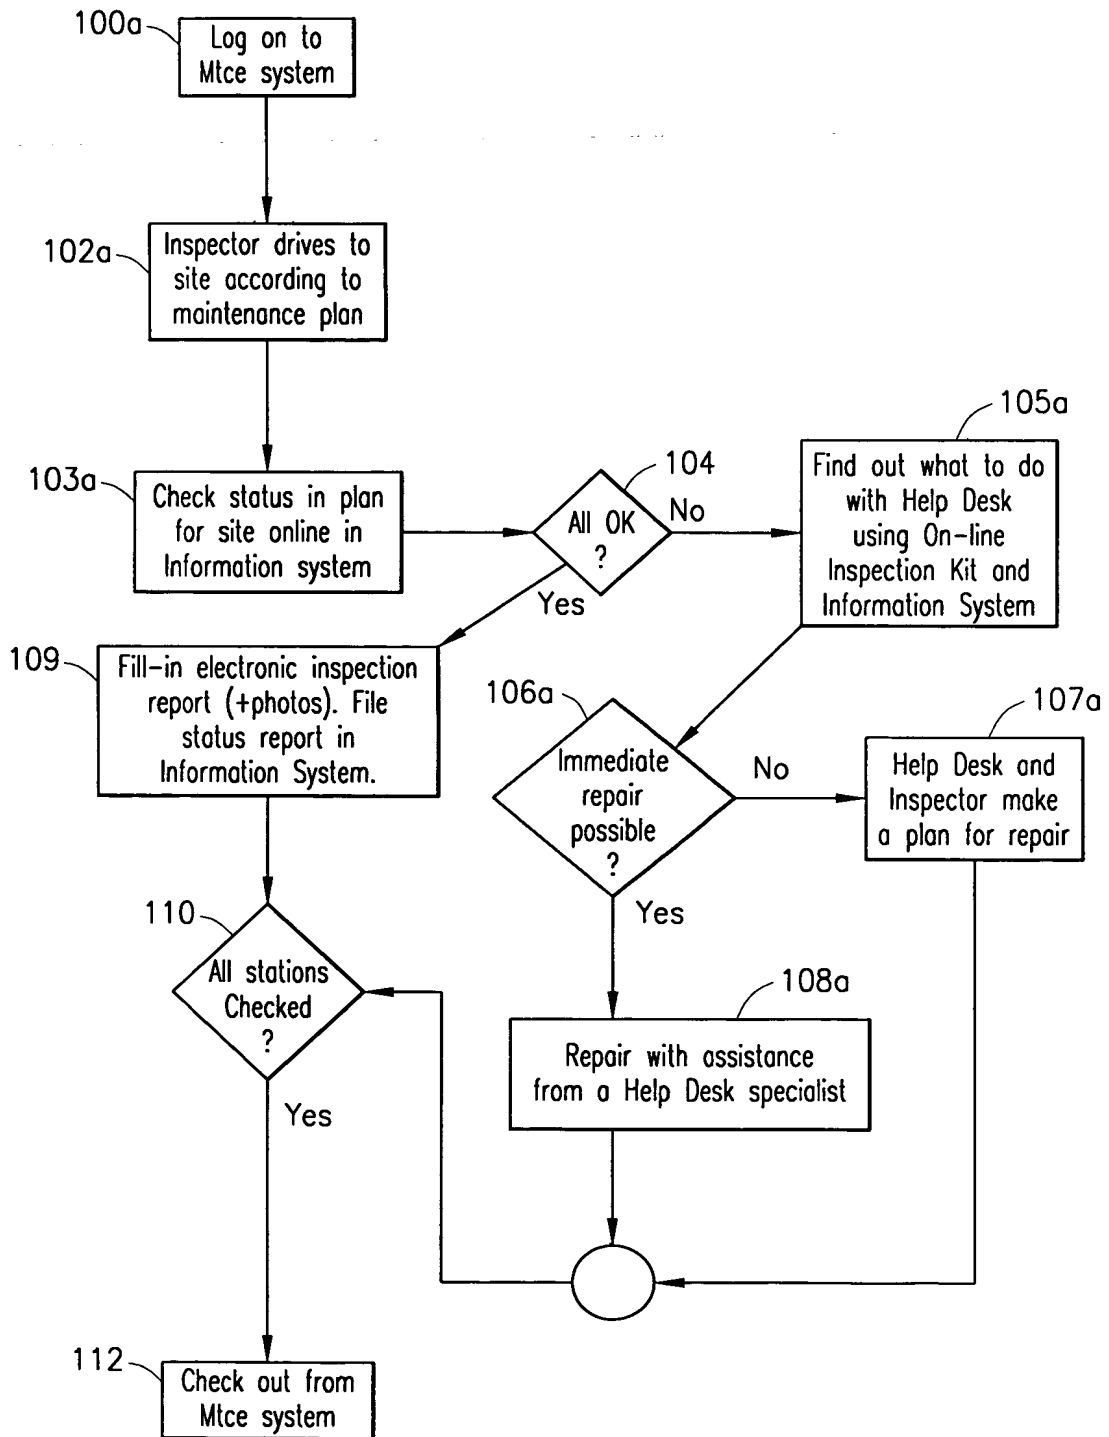 100a
Log on to
Mtce system
102a
Inspector drives to
site according to
maintenance plan
103a
Check status in plan
for site online in
Information system
104
All OK
?
No
Yes
105a
Find out what to do
with Help Desk
using On-line
Inspection Kit and
Information System
109
Fill-in electronic inspection
report (+photos). File
status report in
Information System.
106a
Immediate
repair
possible
?
No
Yes
107a
Help Desk and
Inspector make
a plan for repair
110
All stations
Checked
?
Yes
108a
Repair with assistance
from a Help Desk specialist
112
Check out from
Mtce system